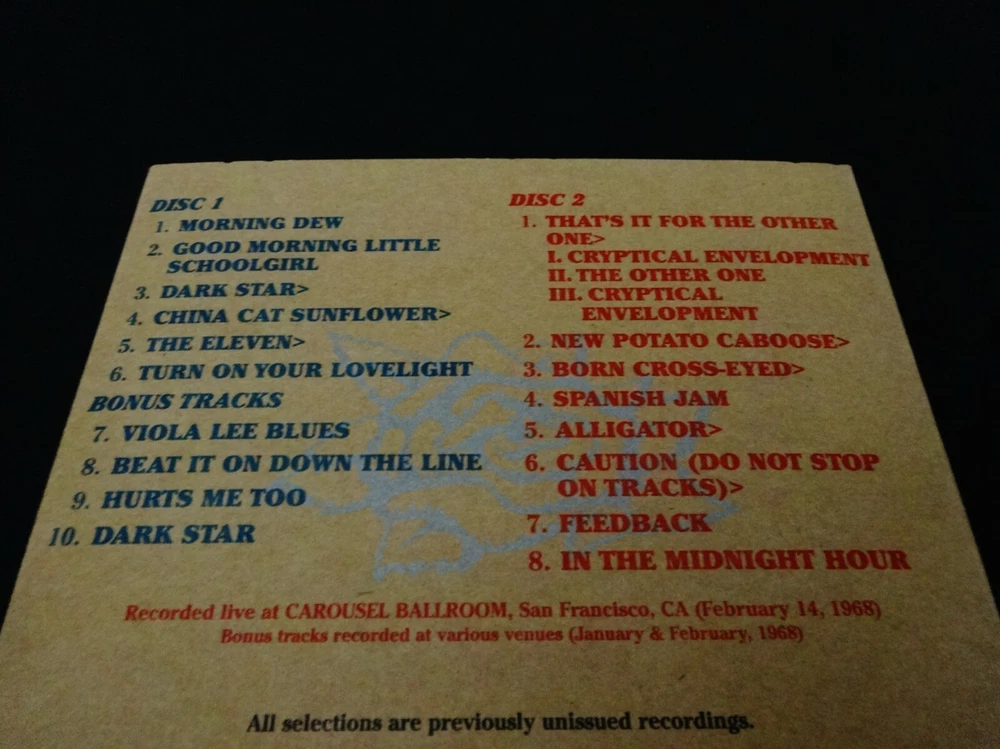 DISC 1
1. MORNING DEW
2. GOOD MORNING LITTLE
SCHOOLGIRL
3. DARK STAR>
4. CHINA CAT SUNFLOWER>
5. THE ELEVEN>
6. TURN ON YOUR LOVELIGHT
BONUS TRACKS
7. VIOLA LEE BLUES
8. BEAT IT ON DOWN THE LINE
9. HURTS ME TOO
10. DARK STAR
DISC 2
1. THAT'S IT FOR THE OTHER
ONE>
I. CRYPTICAL ENVELOPMENT
II. THE OTHER ONE
III. CRYPTICAL
ENVELOPMENT
2. NEW POTATO CABOOSE>
3. BORN CROSS-EYED>
4. SPANISH JAM
5. ALLIGATOR>
6. CAUTION (DO NOT STOP
ON TRACKS)>
7. FEEDBACK
8. IN THE MIDNIGHT HOUR
Recorded live at CAROUSEL BALLROOM, San Francisco, CA (February 14, 1968)
Bonus tracks recorded at various venues (January & February, 1968)
All selections are previously unissued recordings.